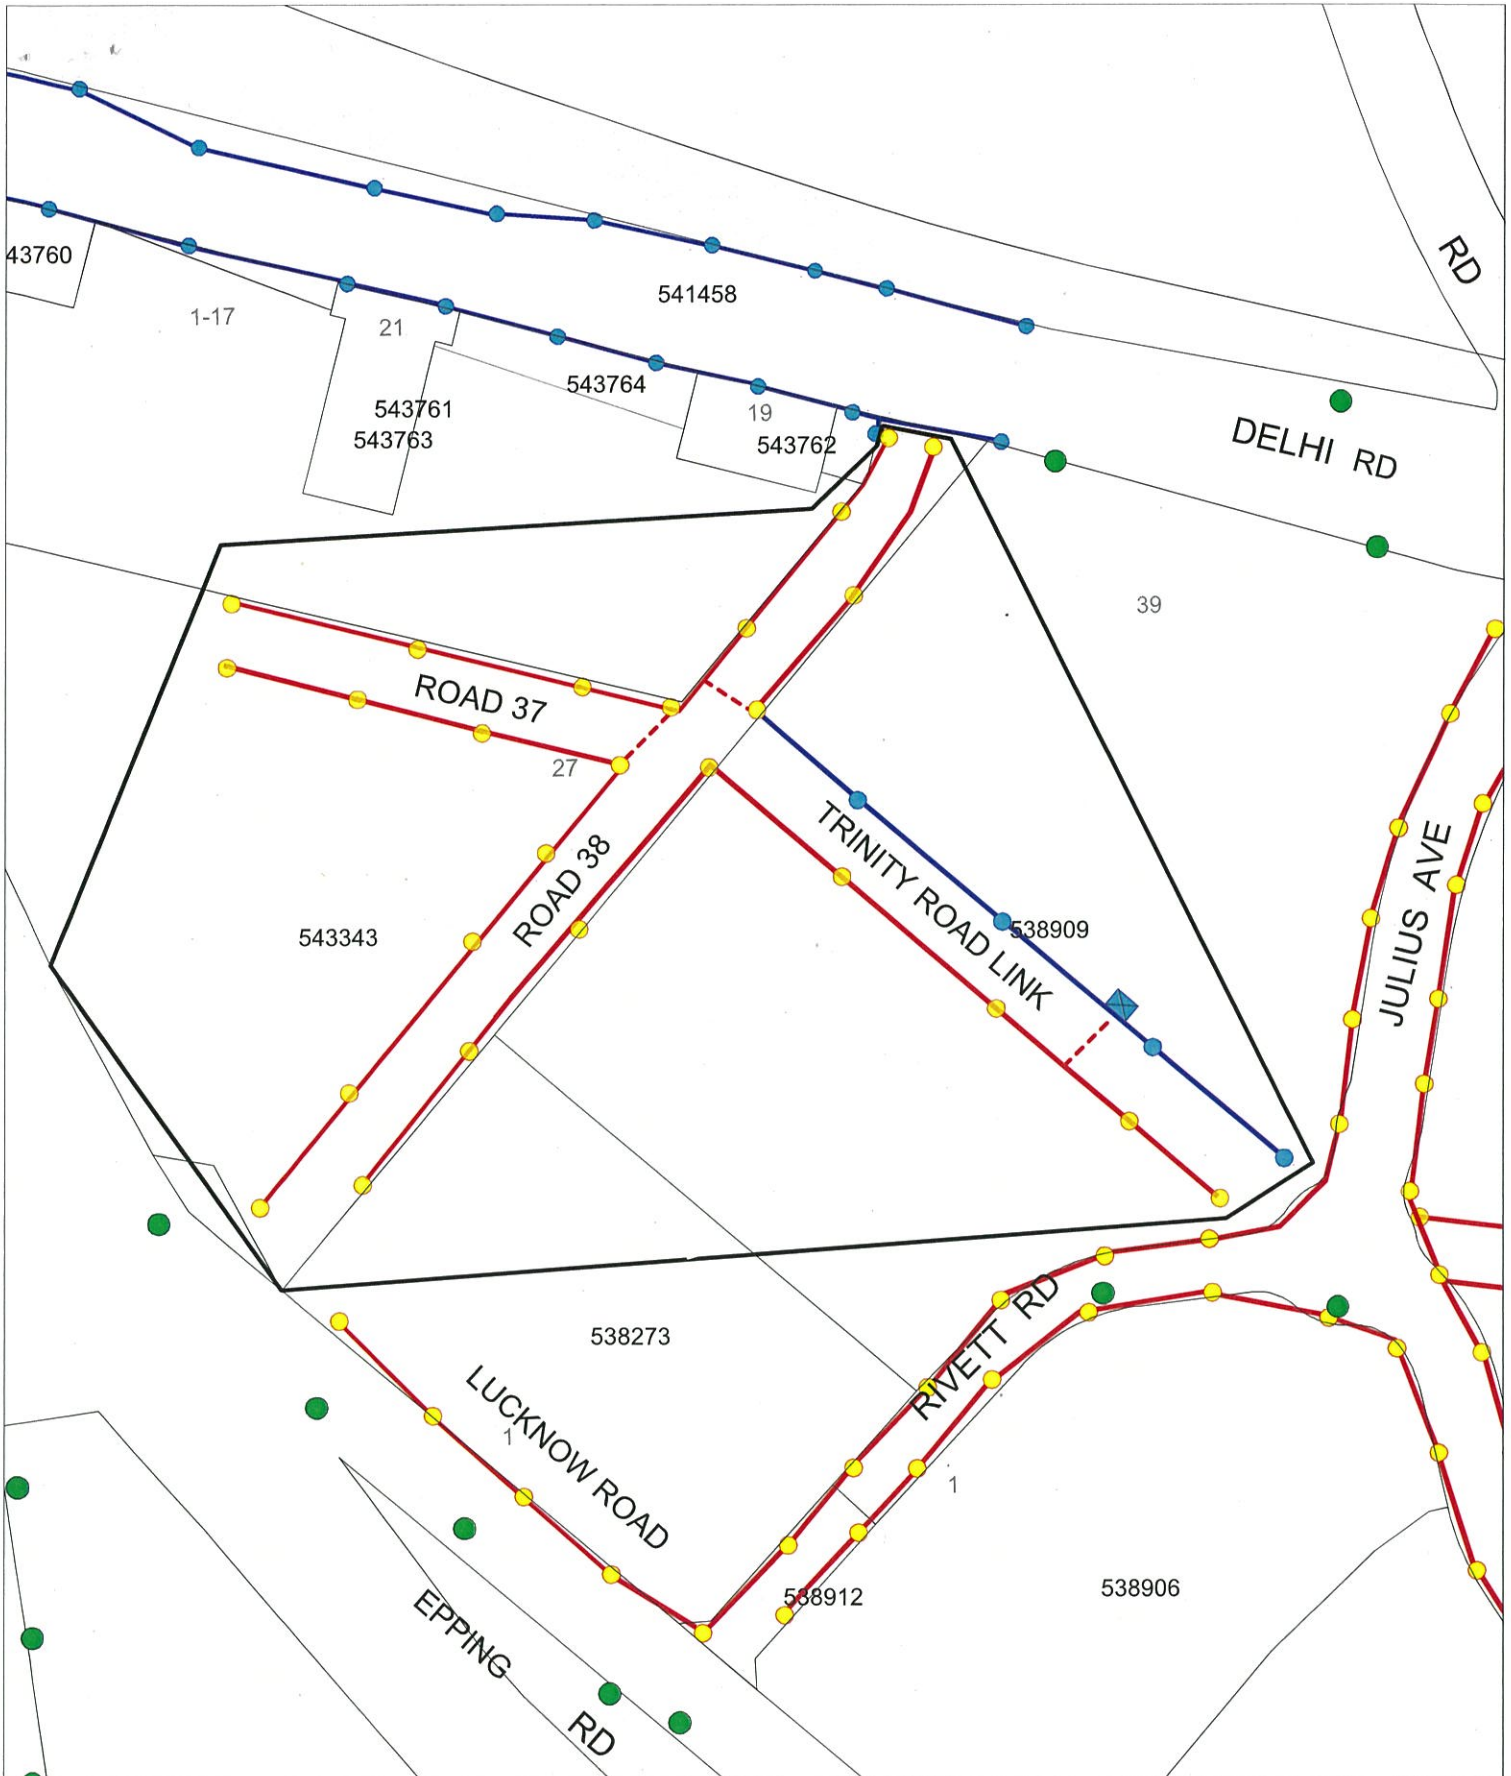 RD
43760
541458
1-17
21
543764
543761
19
DELHI RD
543763
543762
39
ROAD 37
27
TRINITY ROAD LINK
JULIUS AVE
ROAD 38
538909
543343
538273
RIVETT RD
LUCKNOW ROAD
1
1
538912
538906
EPPING
RD